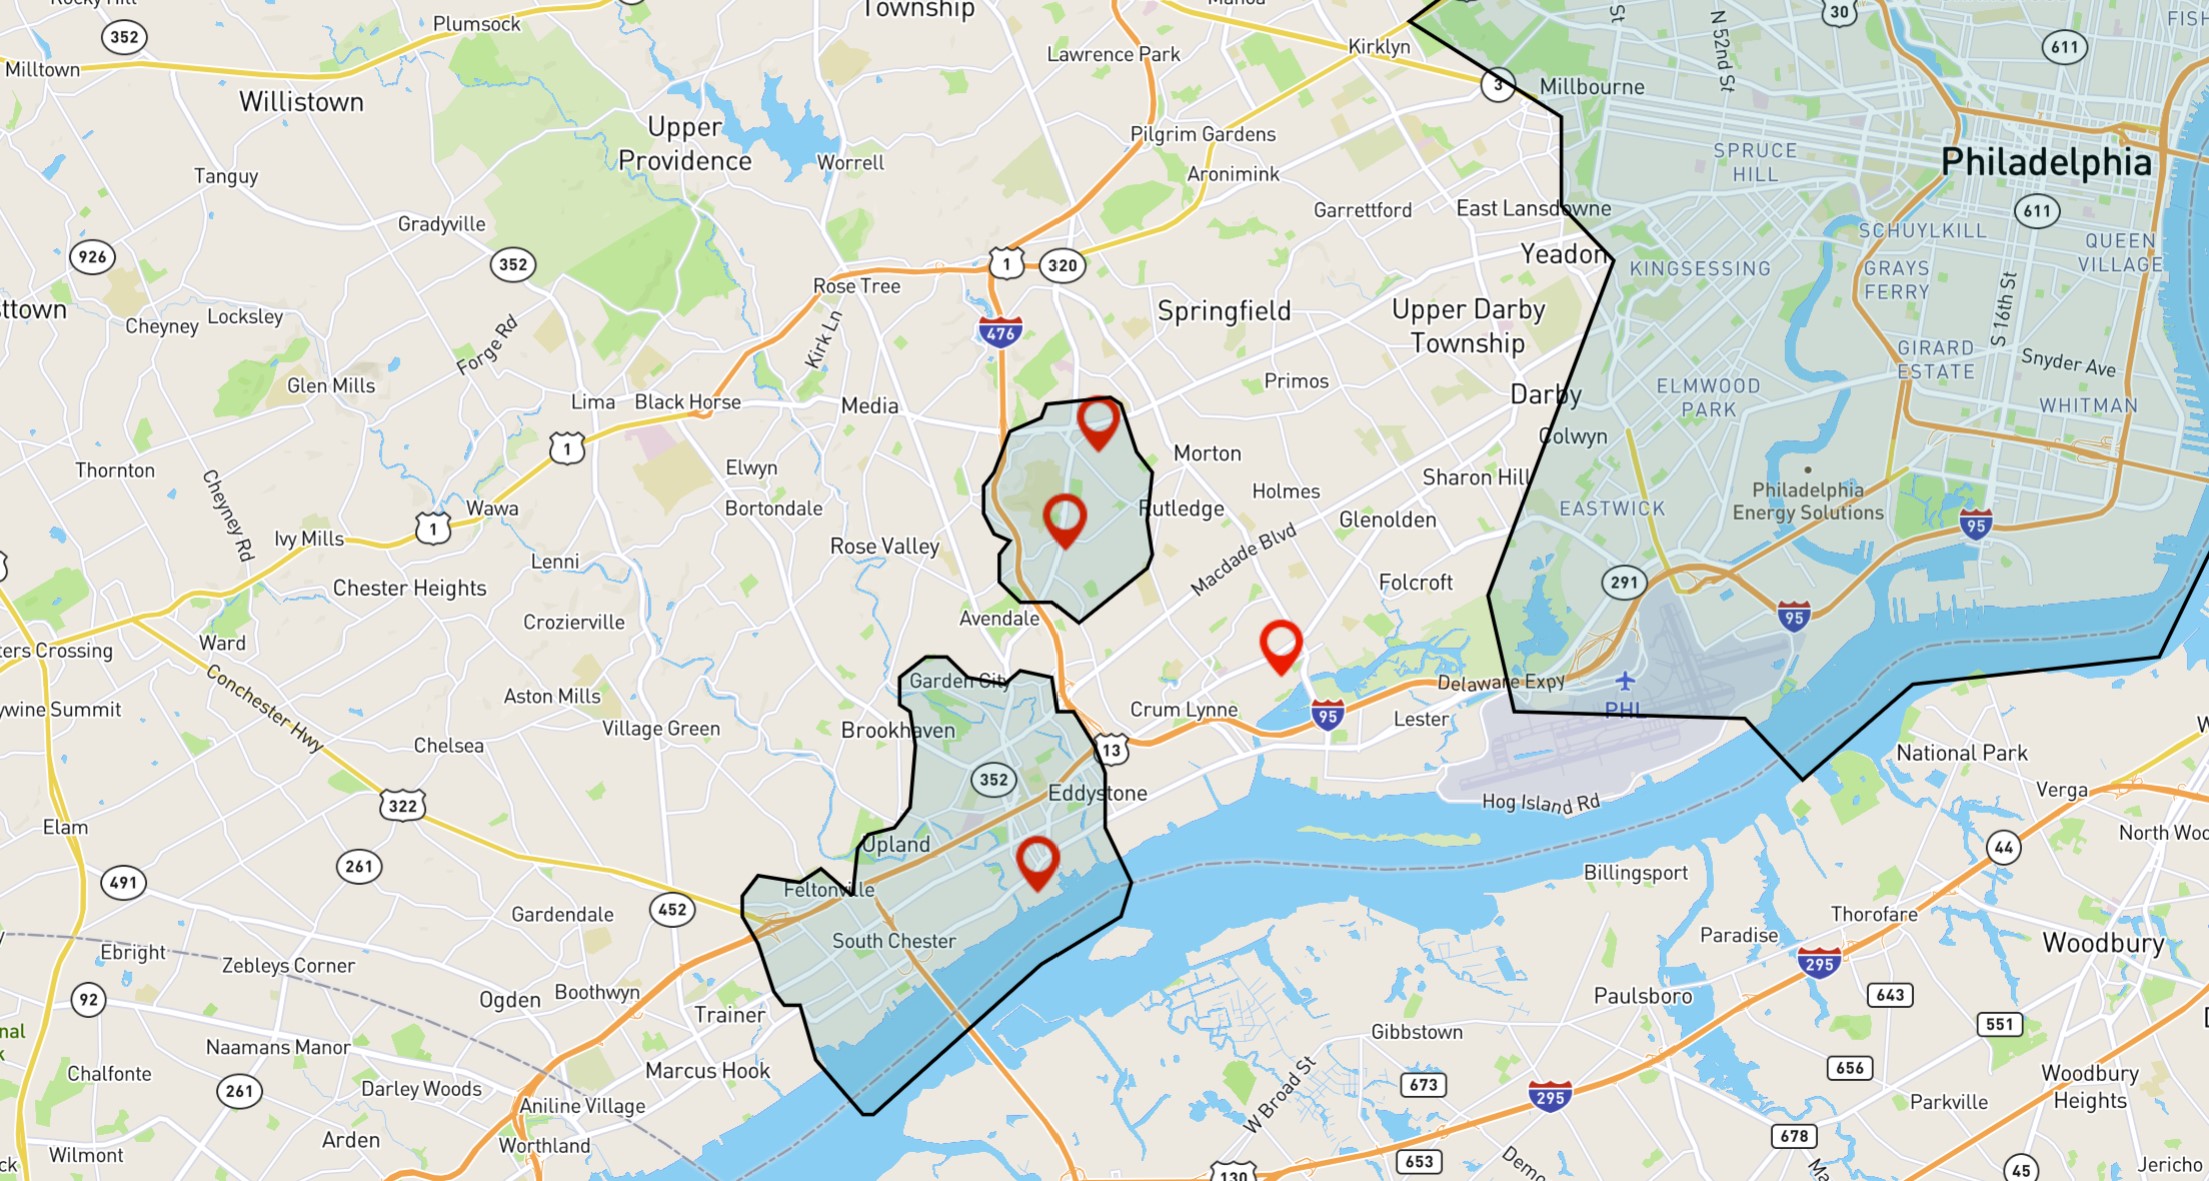 Township
352
Plumsock
Milltown
Willistown
Lawrence Park
Kirklyn
3
Millbourne
St
N 52nd St
30
611
Upper
Providence
Worrell
Pilgrim Gardens
Aronimink
SPRUCE
HILL
Philadelphia
611
Tanguy
Gradyville
Garrettford
East Lansdowne
SCHUYLKILL
QUEEN
VILLAGE
926
352
1
320
Yeadon
KINGSESSING
GRAYS
FERRY
Rose Tree
Springfield
Upper Darby
Township
S 16th St
sttown
Cheyney
Locksley
Forge Rd
Kirk Ln
476
GIRARD
ESTATE
Snyder Ave
Glen Mills
Lima
Black Horse
Media
Primos
Darby
ELMWOOD
PARK
WHITMAN
1
Colwyn
Thornton
Cheyney Rd
Elwyn
Morton
Sharon Hill
Bortondale
Holmes
Rutledge
Glenolden
EASTWICK
Philadelphia
Energy Solutions
95
Wawa
1
Ivy Mills
Rose Valley
Macdade Blvd
Lenni
Chester Heights
Folcroft
291
95
Crozierville
Avendale
Ward
ters Crossing
Conchester Hwy
Garden City
Delaware Expy
PHL
Aston Mills
ywine Summit
Village Green
Brookhaven
Crum Lynne
95
Lester
Chelsea
13
National Park
352
Eddystone
Hog Island Rd
Verga
322
Elam
North Woo
Upland
44
261
491
Feltonville
Billingsport
452
Gardendale
South Chester
Thorofare
Paradise
Woodbury
Ebright
Zebleys Corner
295
92
Ogden
Boothwyn
Trainer
Paulsboro
643
nal
k
Gibbstown
551
Naamans Manor
Chalfonte
Marcus Hook
656
261
Darley Woods
673
W Broad St
295
Woodbury
Heights
Aniline Village
Parkville
Arden
Worthland
678
Wilmont
ck
130
653
Demo
Ma
45
Jericho